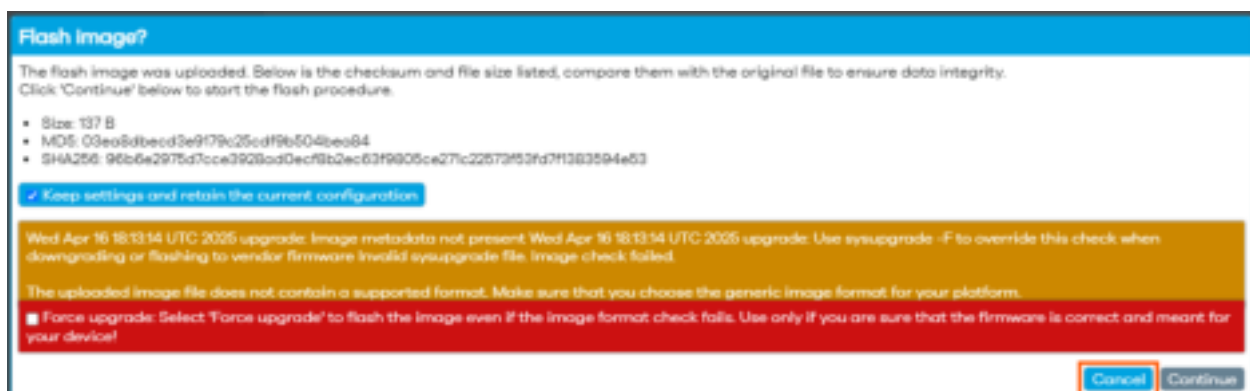 Flash image?
The flash image was uploaded. Below is the checksum and file size listed, compare them with the original file to ensure data integrity.
Click 'Continue' below to start the flash procedure.
Size: 137 B
MD5: 03ea8dbecd3e9179c25cdf9b504bea84
SHA256: 96b6e2975d7cce3928ad0ecf8b2ec63f9805ce271c22573f53fd7f1383594e53
Keep settings and retain the current configuration
Wed Apr 16 18:13:14 UTC 2025 upgrade: Image metadata not present Wed Apr 16 18:13:14 UTC 2025 upgrade: Use sysupgrade -F to override this check when
downgrading or flashing to vendor firmware Invalid sysupgrade file. Image check failed.
The uploaded image file does not contain a supported format. Make sure that you choose the generic image format for your platform.
Force upgrade: Select 'Force upgrade' to flash the image even if the image format check fails. Use only if you are sure that the firmware is correct and meant for
your device!
Cancel Continue